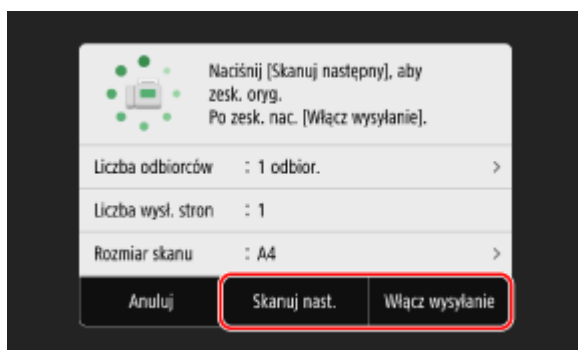 Naciśnij [Skanuj następny], aby
zesk. oryg.
Po zesk. nac. [Włącz wysyłanie].
Liczba odbiorców : 1 odbior. >
Liczba wysł. stron : 1
Rozmiar skanu : A4 >
Anuluj Skanuj nast. Włącz wysyłanie